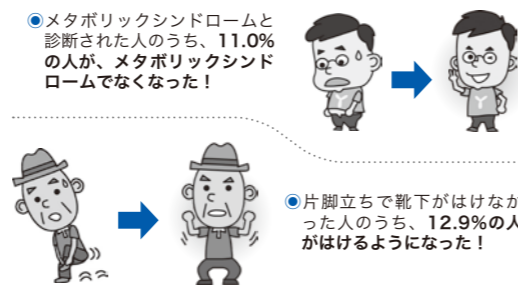 ◉メタボリックシンドロームと
診断された人のうち、11.0%
の人が、メタボリックシンド
ロームでなくなった！
◉片脚立ちで靴下がはけなか
った人のうち、12.9%の人
がはけるようになった！